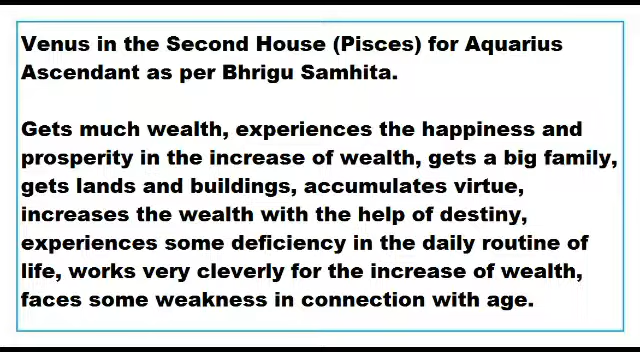 Venus in the Second House (Pisces) for Aquarius
Ascendant as per Bhrigu Samhita.
Gets much wealth, experiences the happiness and
prosperity in the increase of wealth, gets a big family,
gets lands and buildings, accumulates virtue,
increases the wealth with the help of destiny,
experiences some deficiency in the daily routine of
life, works very cleverly for the increase of wealth,
faces some weakness in connection with age.